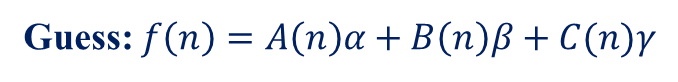 Guess: f(n) = A(n)α + B(n)β + C(n)γ